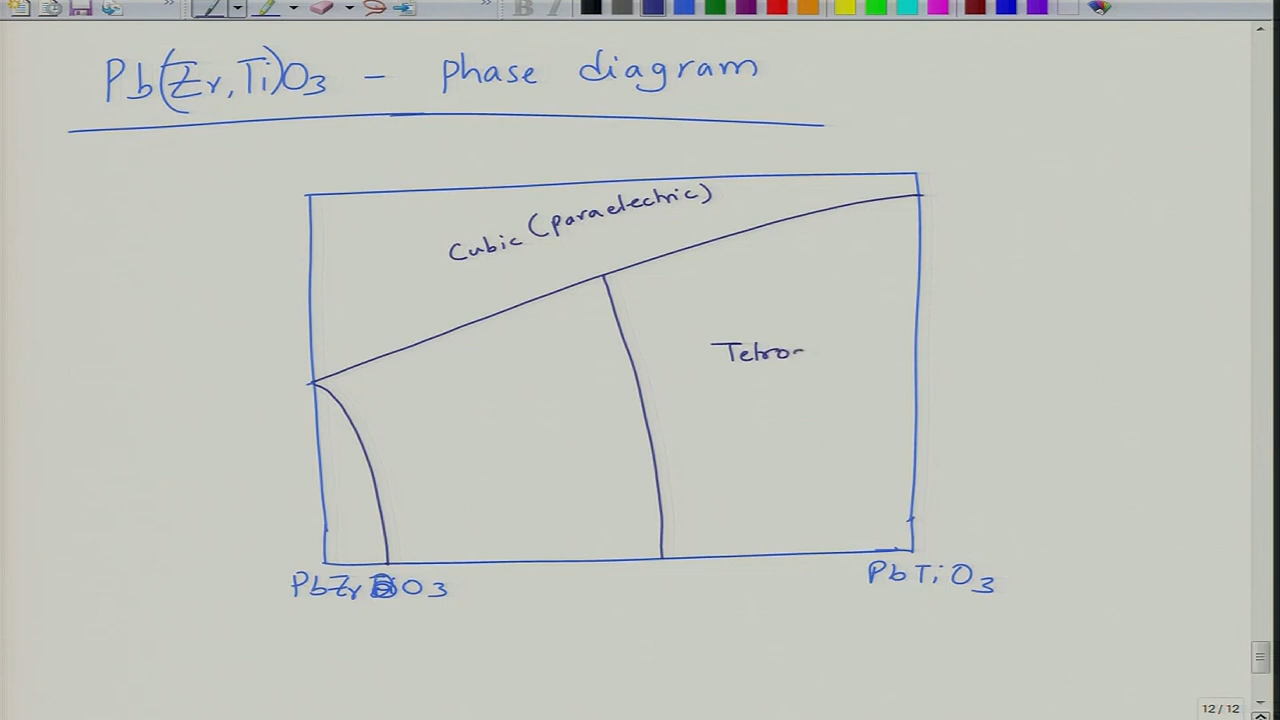 Pb(Zr,Ti)O3 - phase diagram
Cubic (paraelectric)
Tetra-
PbZrO3
PbTiO3
12 / 12